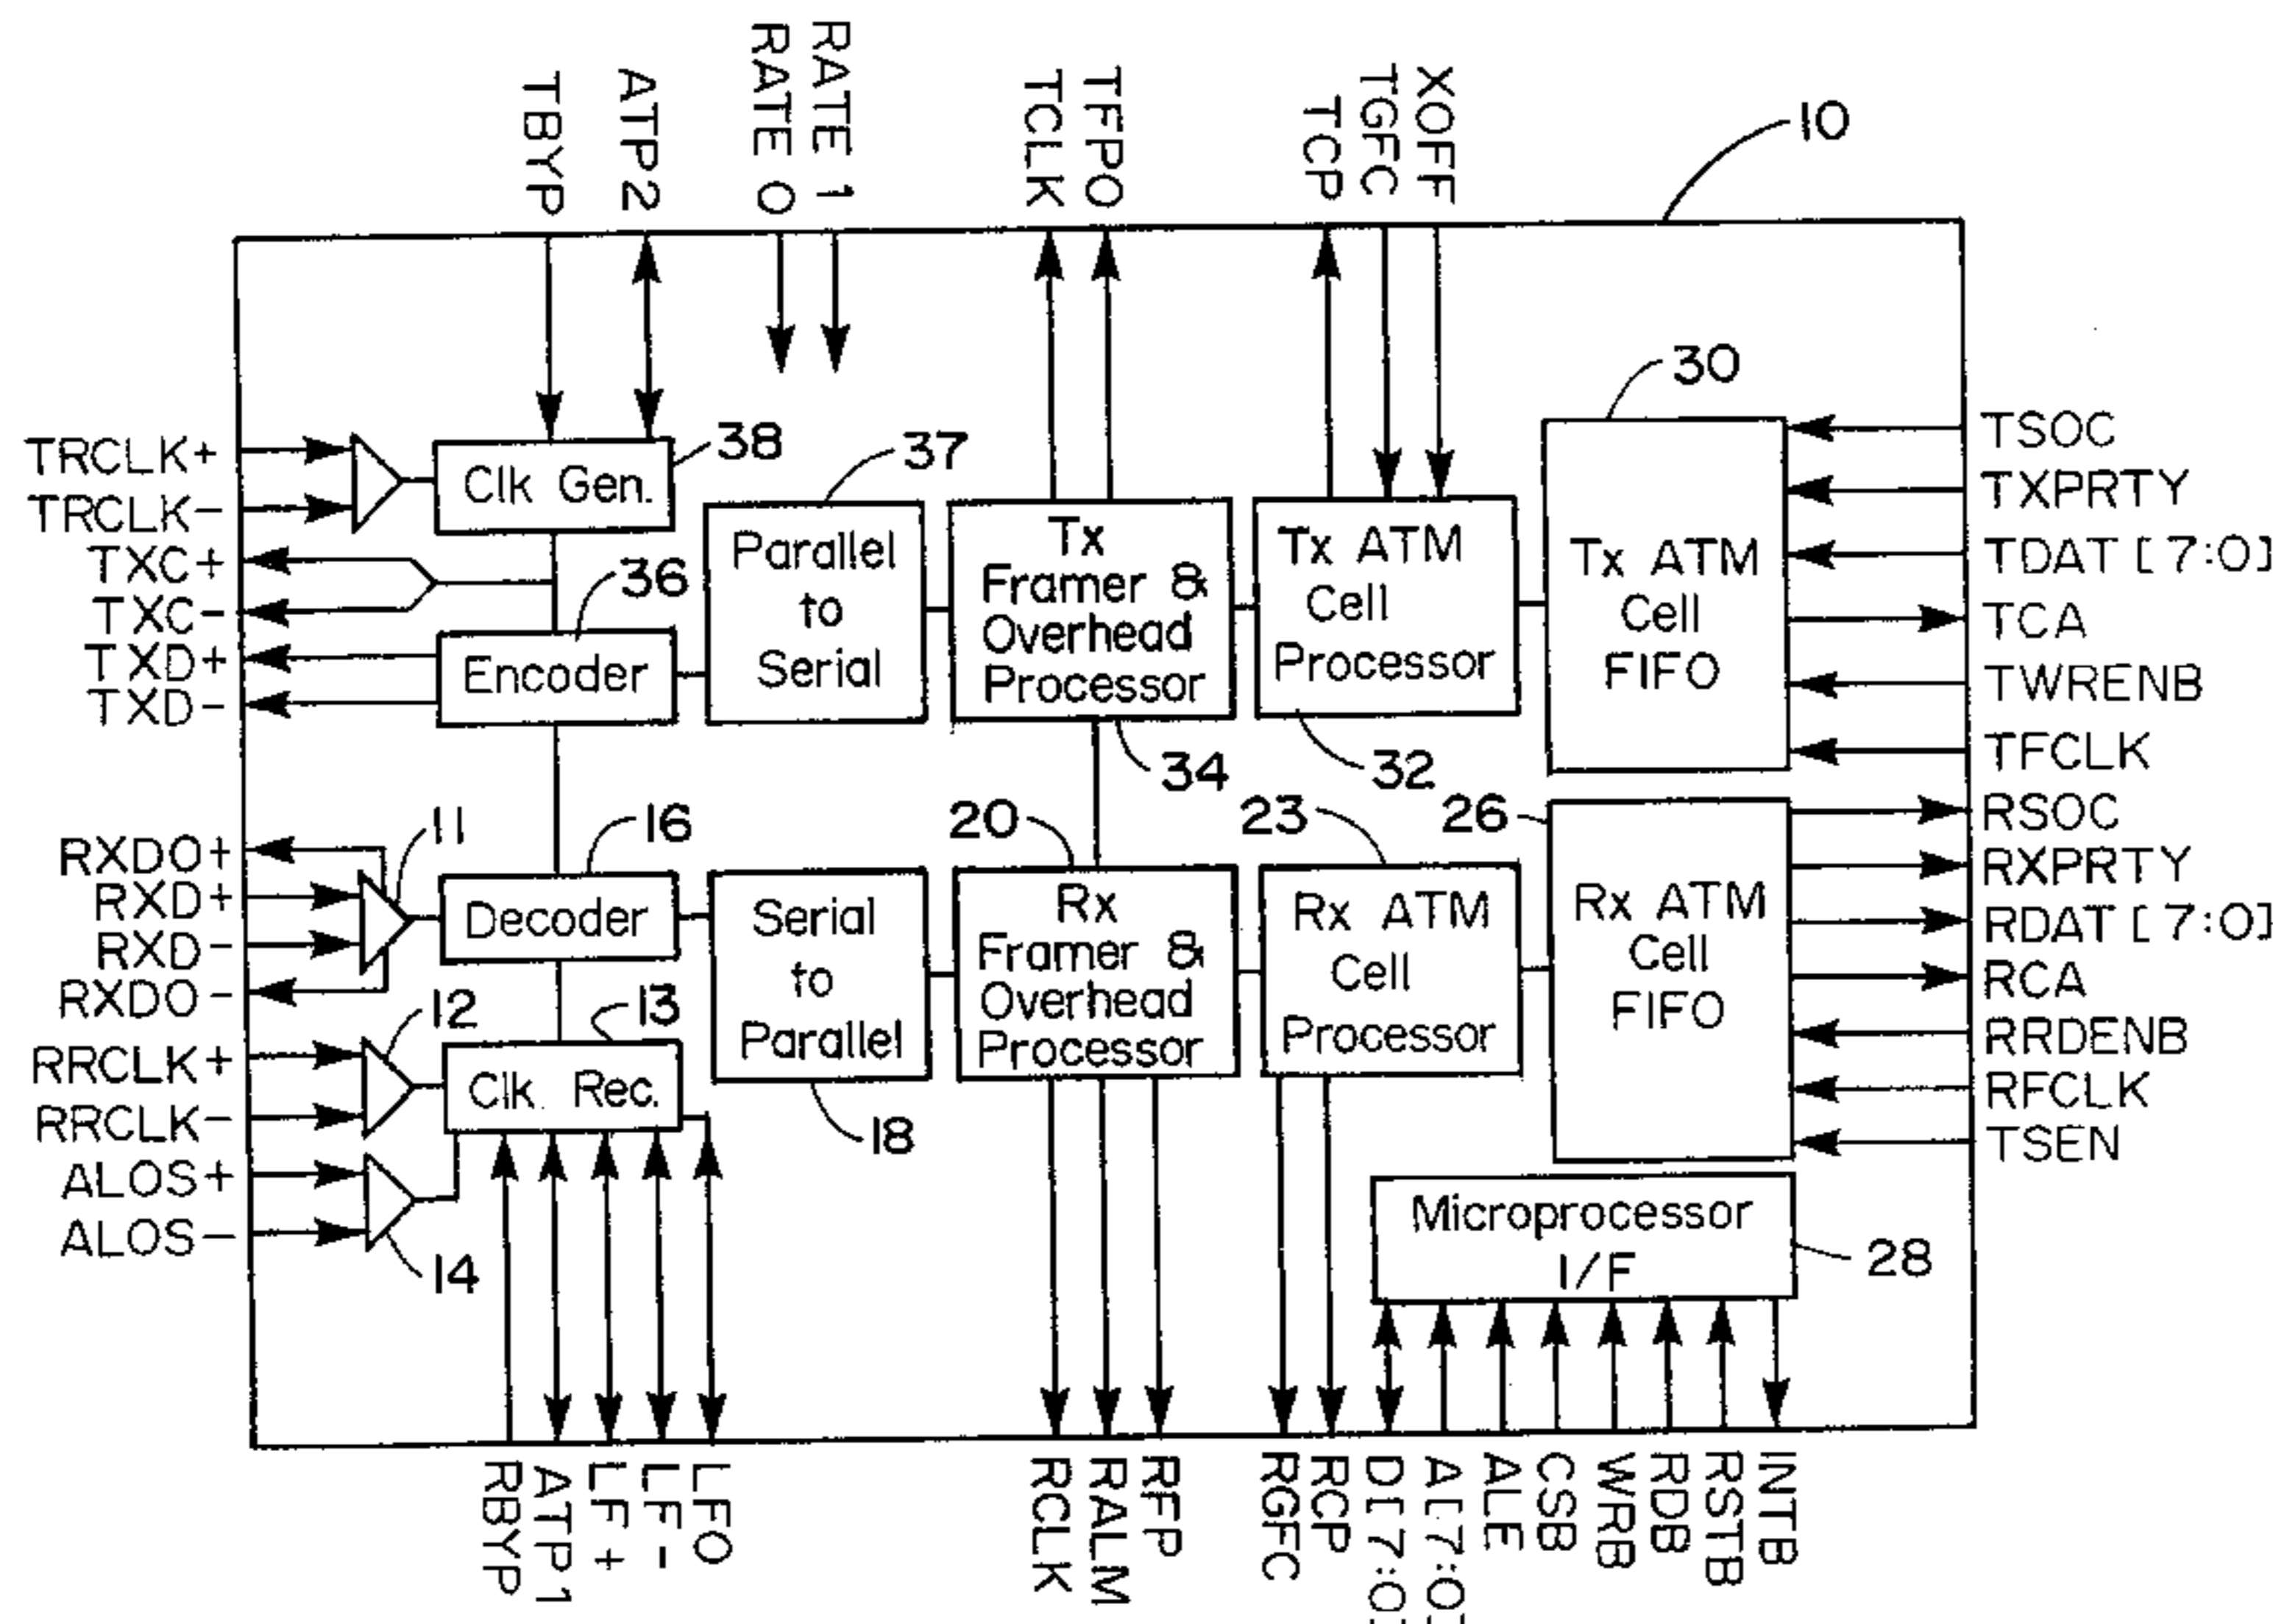 TBYP
ATP2
RATE 0
RATE 1
TCLK
TFPO
TCP
TGFC
XOFF
10
TRCLK+
TRCLK-
TXC+
TXC-
TXD+
TXD-
RXDO+
RXD+
RXD-
RXDO-
RRCLK+
RRCLK-
ALOS+
ALOS-
Clk Gen.
38
Encoder
36
Parallel
to
Serial
37
Tx
Framer &
Overhead
Processor
34
Tx ATM
Cell
Processor
32
Tx ATM
Cell
FIFO
30
TSOC
TXPRTY
TDAT [7:0]
TCA
TWRENB
TFCLK
11
Decoder
16
12
Clk Rec.
13
14
Serial
to
Parallel
18
Rx
Framer &
Overhead
Processor
20
Rx ATM
Cell
Processor
23
Rx ATM
Cell
FIFO
26
RSOC
RXPRTY
RDAT [7:0]
RCA
RRDENB
RFCLK
TSEN
Microprocessor
I/F
28
RBYP
ATP1
LF+
LF-
LFO
RCLK
RALM
RFP
RGFC
RCP
D[7:0]
A[7:0]
ALE
CSB
WRB
RDB
RSTB
INTB